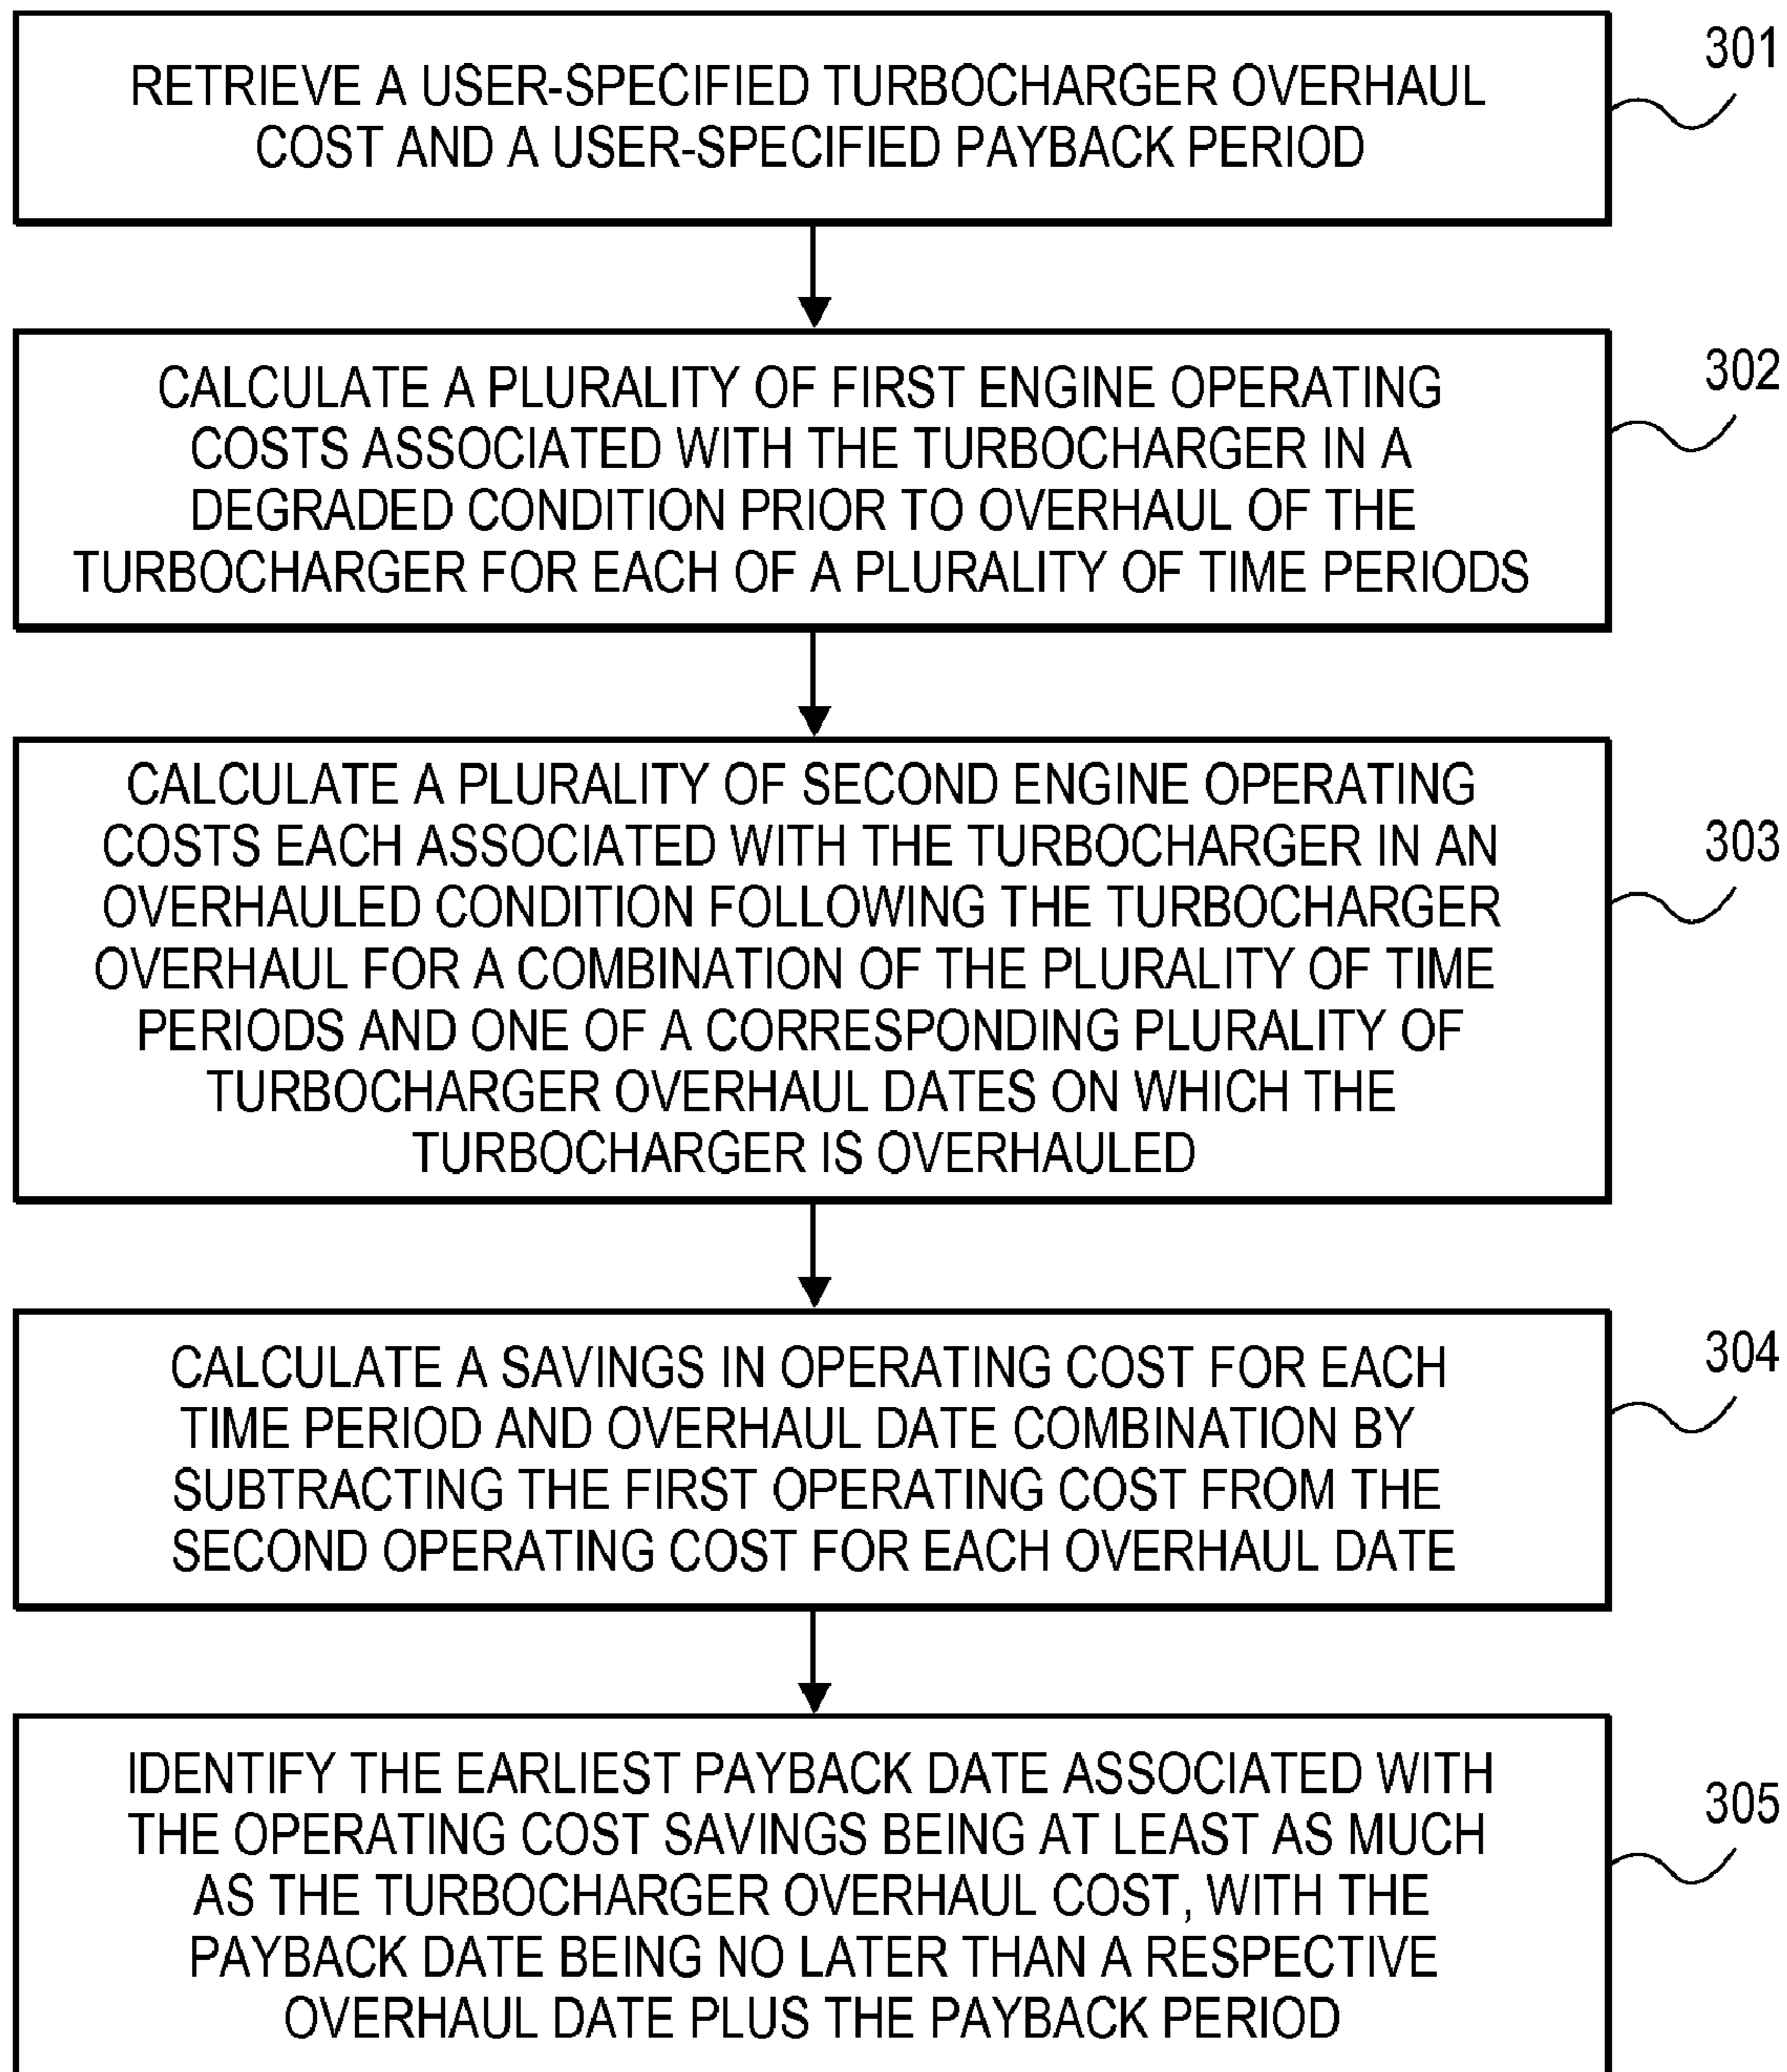 RETRIEVE A USER-SPECIFIED TURBOCHARGER OVERHAUL
COST AND A USER-SPECIFIED PAYBACK PERIOD
301
CALCULATE A PLURALITY OF FIRST ENGINE OPERATING
COSTS ASSOCIATED WITH THE TURBOCHARGER IN A
DEGRADED CONDITION PRIOR TO OVERHAUL OF THE
TURBOCHARGER FOR EACH OF A PLURALITY OF TIME PERIODS
302
CALCULATE A PLURALITY OF SECOND ENGINE OPERATING
COSTS EACH ASSOCIATED WITH THE TURBOCHARGER IN AN
OVERHAULED CONDITION FOLLOWING THE TURBOCHARGER
OVERHAUL FOR A COMBINATION OF THE PLURALITY OF TIME
PERIODS AND ONE OF A CORRESPONDING PLURALITY OF
TURBOCHARGER OVERHAUL DATES ON WHICH THE
TURBOCHARGER IS OVERHAULED
303
CALCULATE A SAVINGS IN OPERATING COST FOR EACH
TIME PERIOD AND OVERHAUL DATE COMBINATION BY
SUBTRACTING THE FIRST OPERATING COST FROM THE
SECOND OPERATING COST FOR EACH OVERHAUL DATE
304
IDENTIFY THE EARLIEST PAYBACK DATE ASSOCIATED WITH
THE OPERATING COST SAVINGS BEING AT LEAST AS MUCH
AS THE TURBOCHARGER OVERHAUL COST, WITH THE
PAYBACK DATE BEING NO LATER THAN A RESPECTIVE
OVERHAUL DATE PLUS THE PAYBACK PERIOD
305